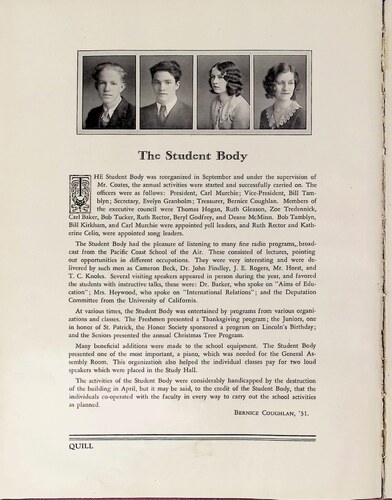 The Student Body
THE Student Body was reorganized in September and under the supervision of
Mr. Coates, the annual activities were started and successfully carried on. The
officers were as follows: President, Carl Murchie; Vice-President, Bill Tam-
blyn; Secretary, Evelyn Granholm; Treasurer, Bernice Coughlan. Members of
the executive council were Thomas Hogan, Ruth Gleason, Zoe Tredennick,
Carl Baker, Bob Tucker, Ruth Rector, Beryl Godfrey, and Deane McMinn. Bob Tamblyn,
Bill Kirkham, and Carl Murchie were appointed yell leaders, and Ruth Rector and Kath-
erine Celio, were appointed song leaders.
The Student Body had the pleasure of listening to many fine radio programs, broad-
cast from the Pacific Coast School of the Air. These consisted of lectures, pointing
out opportunities in different occupations. They were very interesting and were de-
livered by such men as Cameron Beck, Dr. John Findley, J. E. Rogers, Mr. Horst, and
T. C. Knoles. Several visiting speakers appeared in person during the year, and favored
the students with instructive talks, these were: Dr. Barker, who spoke on "Aims of Edu-
cation"; Mrs. Heywood, who spoke on "International Relations"; and the Deputation
Committee from the University of California.
At various times, the Student Body was entertained by programs from various organi-
zations and classes. The Freshmen presented a Thanksgiving program; the Juniors, one
in honor of St. Patrick, the Honor Society sponsored a program on Lincoln's Birthday;
and the Seniors presented the annual Christmas Tree Program.
Many beneficial additions were made to the school equipment. The Student Body
presented one of most important, a piano, which was needed for the General As-
sembly Room. This organization also helped the individual classes pay for two loud
speakers which were placed in the Study Hall.
The activities of the Student Body were considerably handicapped by the destruction
of the building in April, but it may be said, to the credit of the Student Body, that the
individuals co-operated with the faculty in every way to carry out the school activities
as planned.
BERNICE COUGHLAN, '31.
QUILL